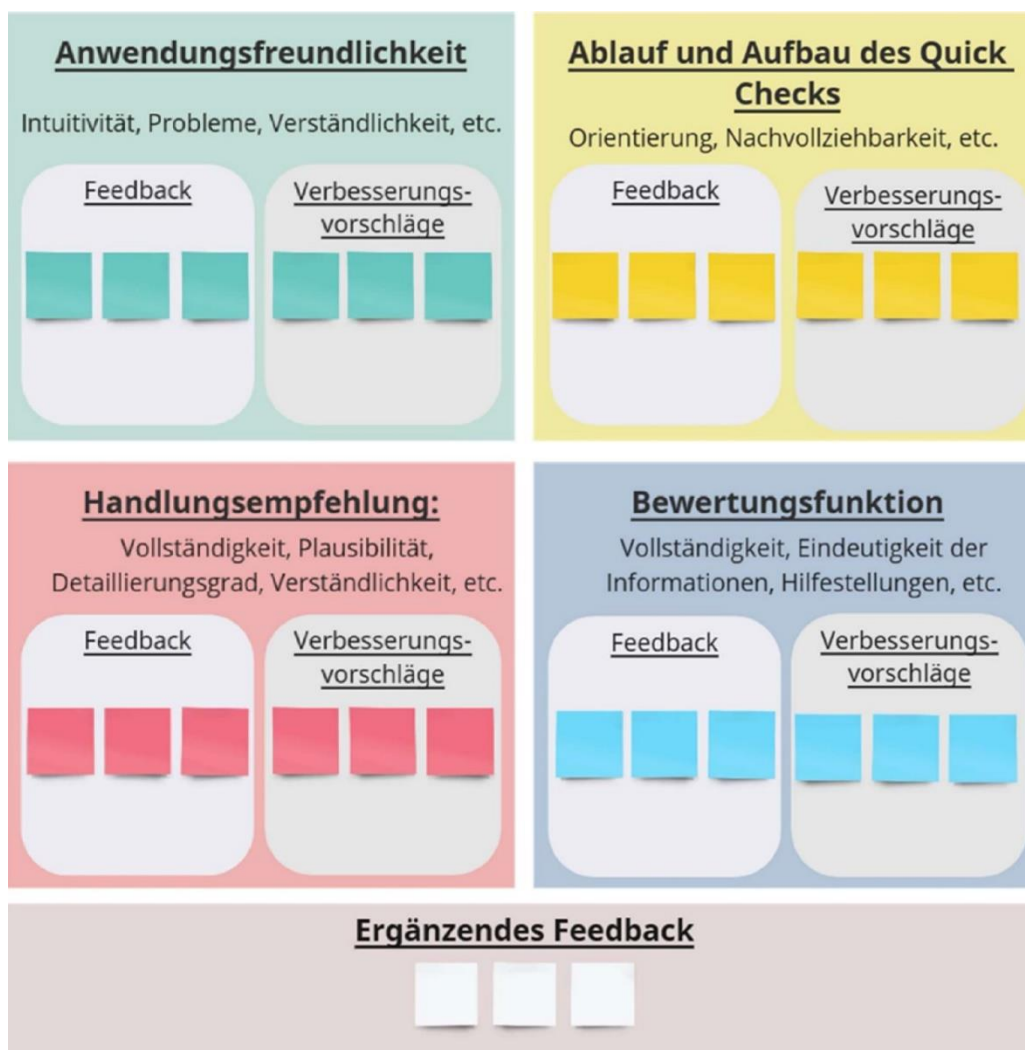 Anwendungsfreundlichkeit
Intuitivität, Probleme, Verständlichkeit, etc.
Feedback
Verbesserungs-
vorschläge
Ablauf und Aufbau des Quick
Checks
Orientierung, Nachvollziehbarkeit, etc.
Feedback
Verbesserungs-
vorschläge
Handlungsempfehlung:
Vollständigkeit, Plausibilität,
Detaillierungsgrad, Verständlichkeit, etc.
Feedback
Verbesserungs-
vorschläge
Bewertungsfunktion
Vollständigkeit, Eindeutigkeit der
Informationen, Hilfestellungen, etc.
Feedback
Verbesserungs-
vorschläge
Ergänzendes Feedback